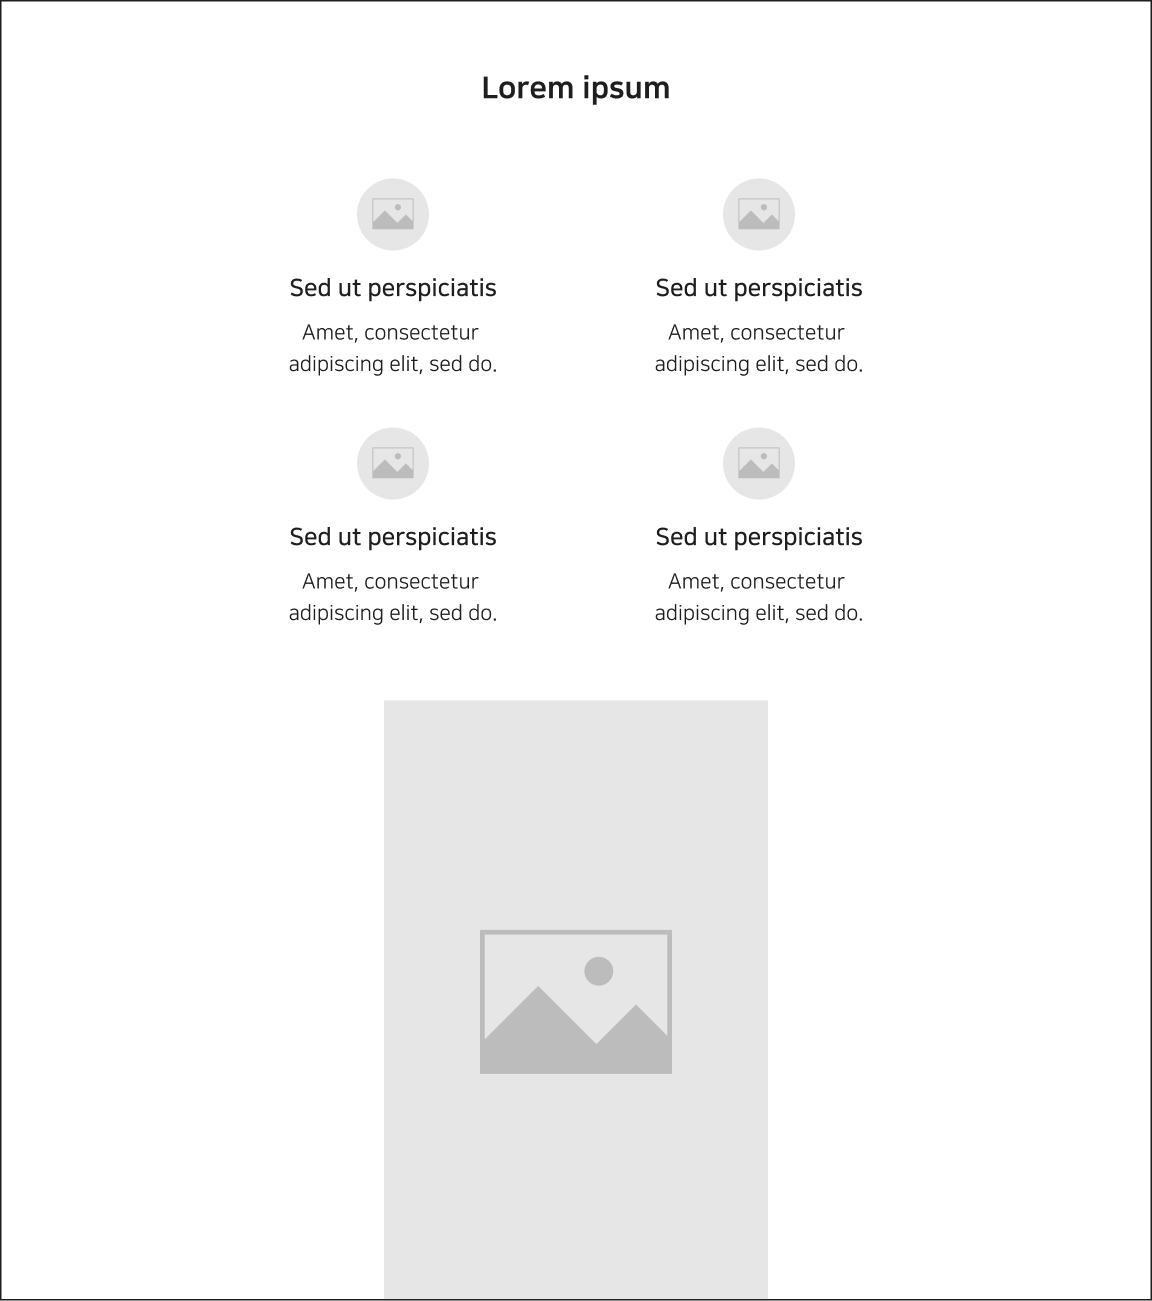 Lorem ipsum
Sed ut perspiciatis
Amet, consectetur
adipiscing elit, sed do.
Sed ut perspiciatis
Amet, consectetur
adipiscing elit, sed do.
Sed ut perspiciatis
Amet, consectetur
adipiscing elit, sed do.
Sed ut perspiciatis
Amet, consectetur
adipiscing elit, sed do.